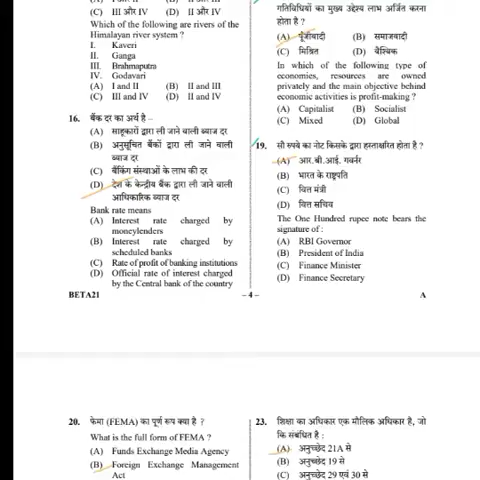 (C) III और IV (D) II और IV
Which of the following are rivers of the
Himalayan river system ?
I. Kaveri
II. Ganga
III. Brahmaputra
IV. Godavari
(A) I and II (B) II and III
(C) III and IV (D) II and IV
16. बैंक दर का अर्थ है –
(A) साहूकारों द्वारा ली जाने वाली ब्याज दर
(B) अनुसूचित बैंकों द्वारा ली जाने वाली
ब्याज दर
(C) बैंकिंग संस्थाओं के लाभ की दर
(D) देश के केन्द्रीय बैंक द्वारा ली जाने वाली
आधिकारिक ब्याज दर
Bank rate means
(A) Interest rate charged by
moneylenders
(B) Interest rate charged by
scheduled banks
(C) Rate of profit of banking institutions
(D) Official rate of interest charged
by the Central bank of the country
गतिविधियों का मुख्य उद्देश्य लाभ अर्जित करना
होता है ?
(A) पूँजीवादी (B) समाजवादी
(C) मिश्रित (D) वैश्विक
In which of the following type of
economies, resources are owned
privately and the main objective behind
economic activities is profit-making ?
(A) Capitalist (B) Socialist
(C) Mixed (D) Global
19. सौ रुपये का नोट किसके द्वारा हस्ताक्षरित होता है ?
(A) आर.बी.आई. गवर्नर
(B) भारत के राष्ट्रपति
(C) वित्त मंत्री
(D) वित्त सचिव
The One Hundred rupee note bears the
signature of :
(A) RBI Governor
(B) President of India
(C) Finance Minister
(D) Finance Secretary
BETA21 – 4 – A
20. फेमा (FEMA) का पूर्ण रूप क्या है ?
What is the full form of FEMA ?
(A) Funds Exchange Media Agency
(B) Foreign Exchange Management
Act
23. शिक्षा का अधिकार एक मौलिक अधिकार है, जो
कि संबंधित है :
(A) अनुच्छेद 21A से
(B) अनुच्छेद 19 से
(C) अनुच्छेद 29 एवं 30 से